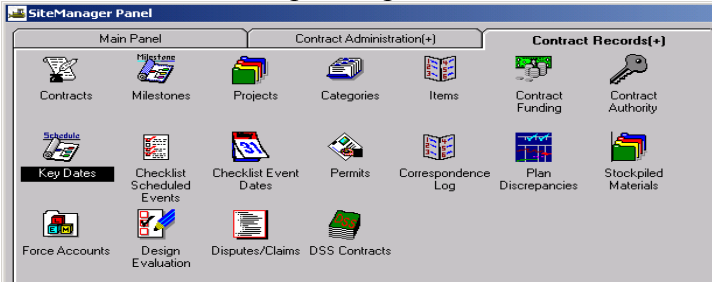 SiteManager Panel
Main Panel Contract Administration(+) Contract Records(+)
Milestone
Contracts Milestones Projects Categories Items Contract Funding Contract Authority
Schedule 31
Key Dates Checklist Scheduled Events Checklist Event Dates Permits Correspondence Log Plan Discrepancies Stockpiled Materials
Force Accounts Design Evaluation Disputes/Claims DSS Contracts